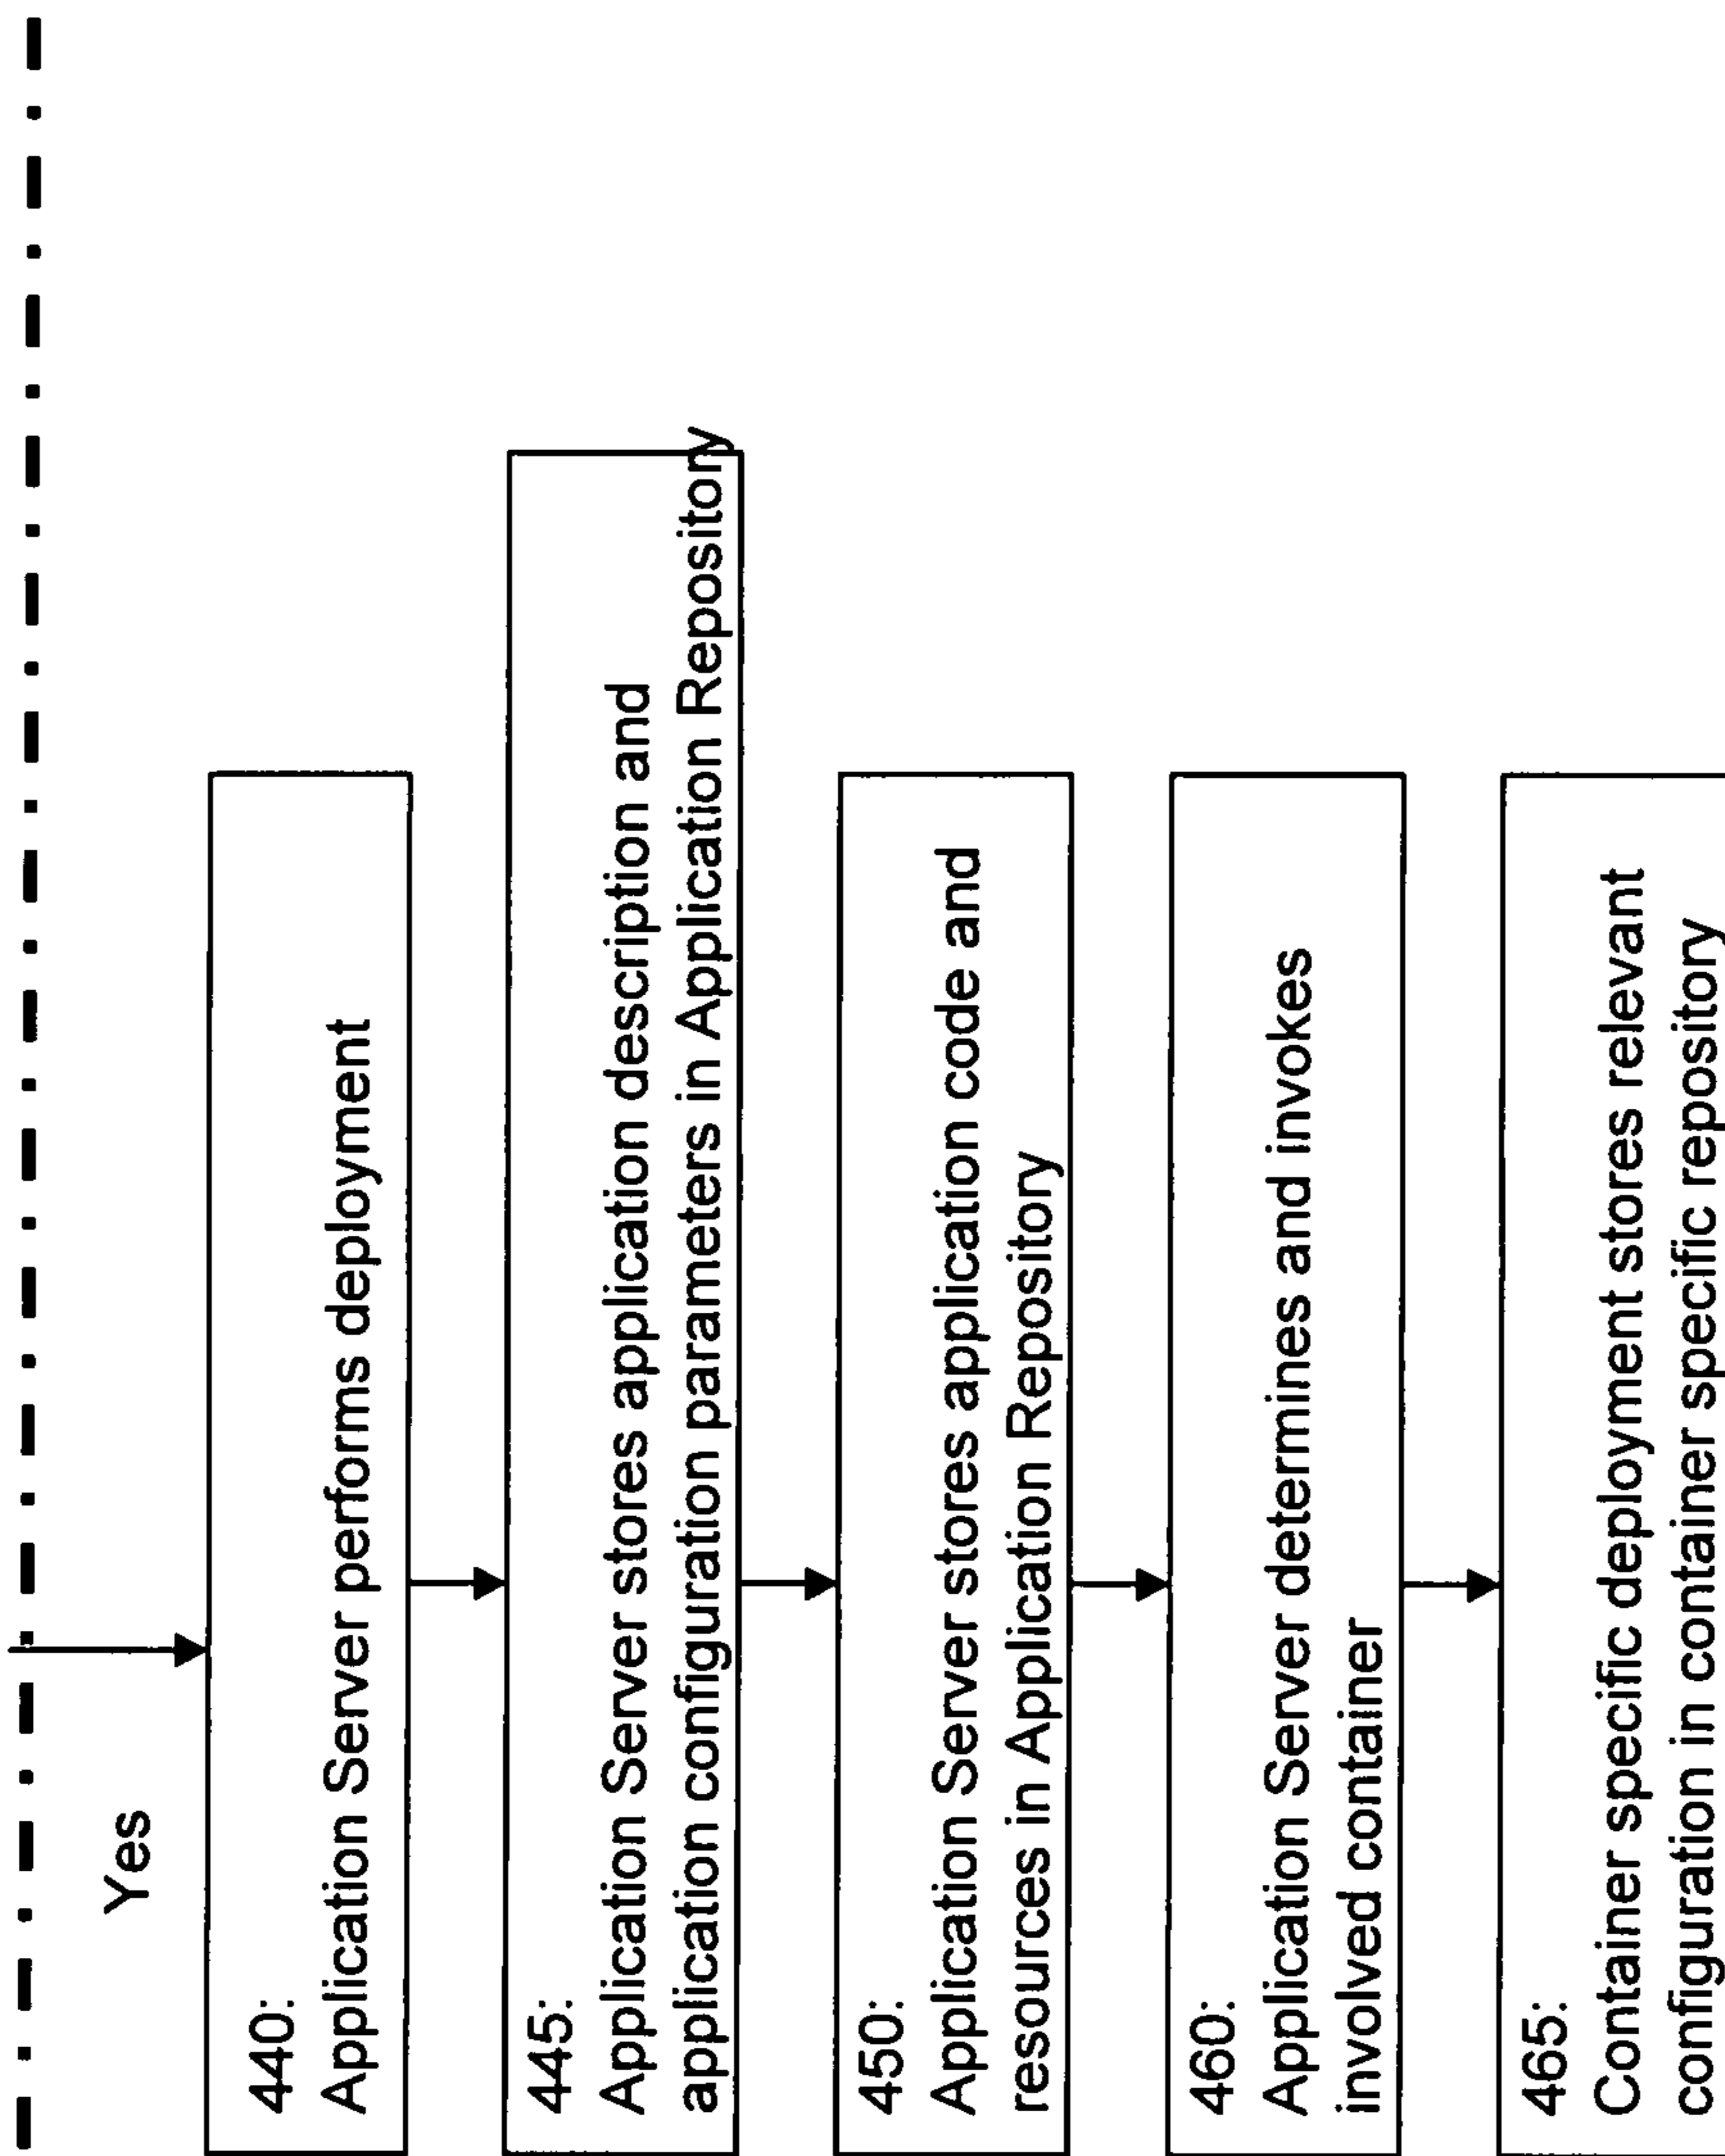 Yes
440:
Application Server performs deployment
445:
Application Server stores application description and
application configuration parameters in Application Repository
450:
Application Server stores application code and
resources in Application Repository
460:
Application Server determines and invokes
involved container
465:
Container specific deployment stores relevant
configuration in container specific repository